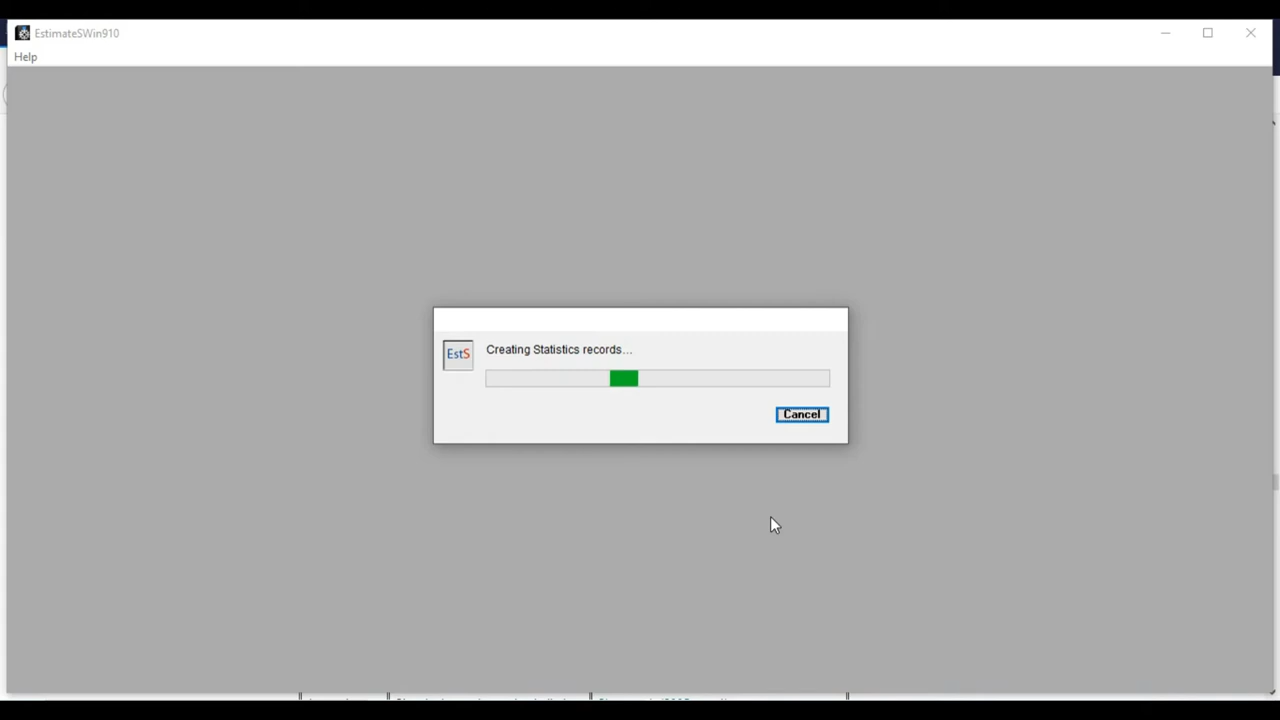 EstimateSWin910
Help
EstS
Creating Statistics records...
Cancel